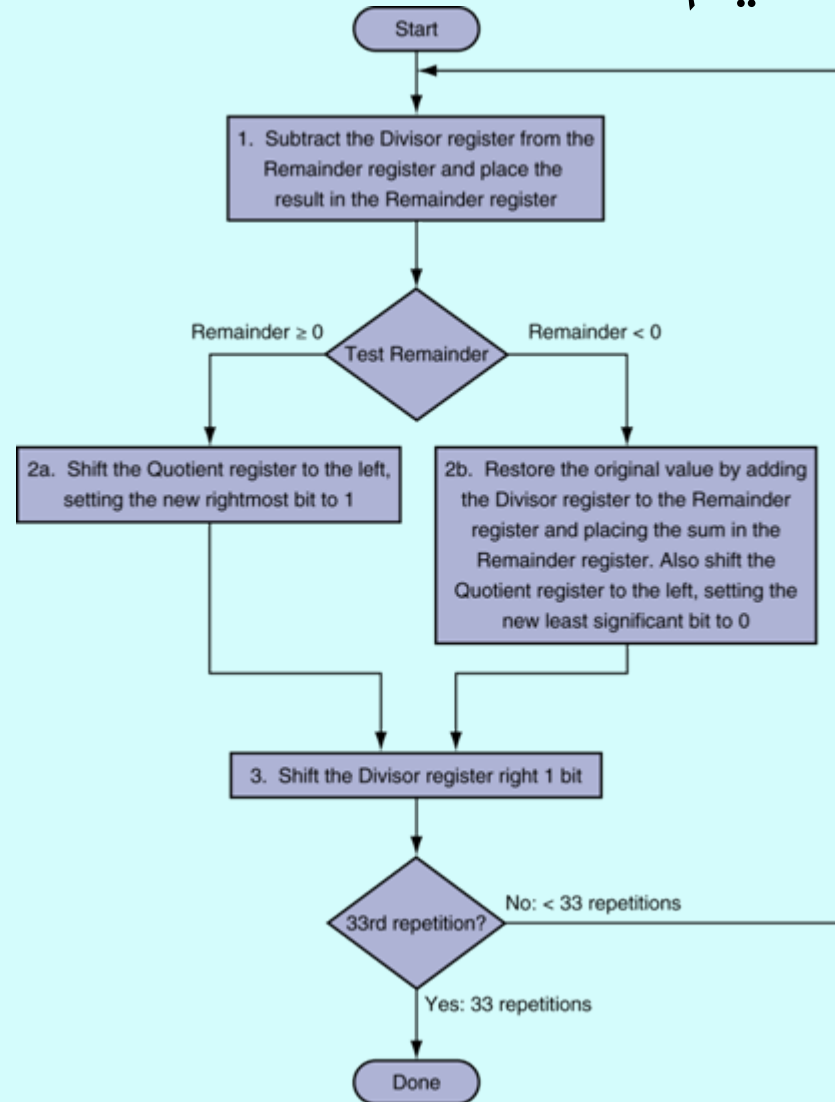 Start
1. Subtract the Divisor register from the
Remainder register and place the
result in the Remainder register
Remainder ≥ 0
Remainder < 0
Test Remainder
2a. Shift the Quotient register to the left,
setting the new rightmost bit to 1
2b. Restore the original value by adding
the Divisor register to the Remainder
register and placing the sum in the
Remainder register. Also shift the
Quotient register to the left, setting the
new least significant bit to 0
3. Shift the Divisor register right 1 bit
No: < 33 repetitions
33rd repetition?
Yes: 33 repetitions
Done